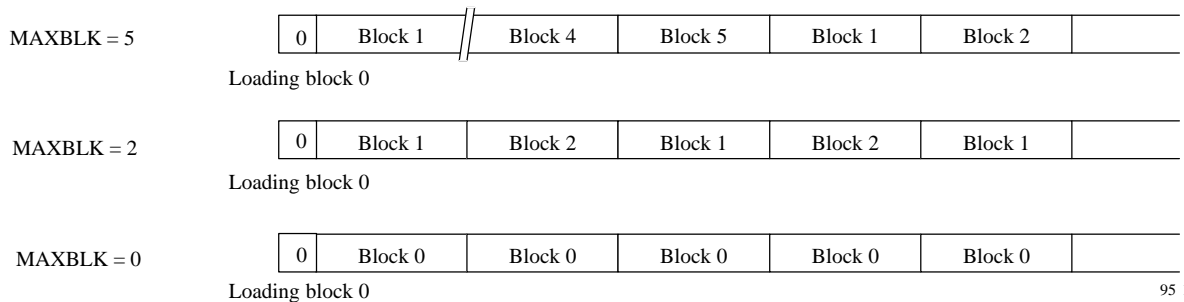 MAXBLK = 5 0 Block 1 Block 4 Block 5 Block 1 Block 2
Loading block 0
MAXBLK = 2 0 Block 1 Block 2 Block 1 Block 2 Block 1
Loading block 0
MAXBLK = 0 0 Block 0 Block 0 Block 0 Block 0 Block 0
Loading block 0
95